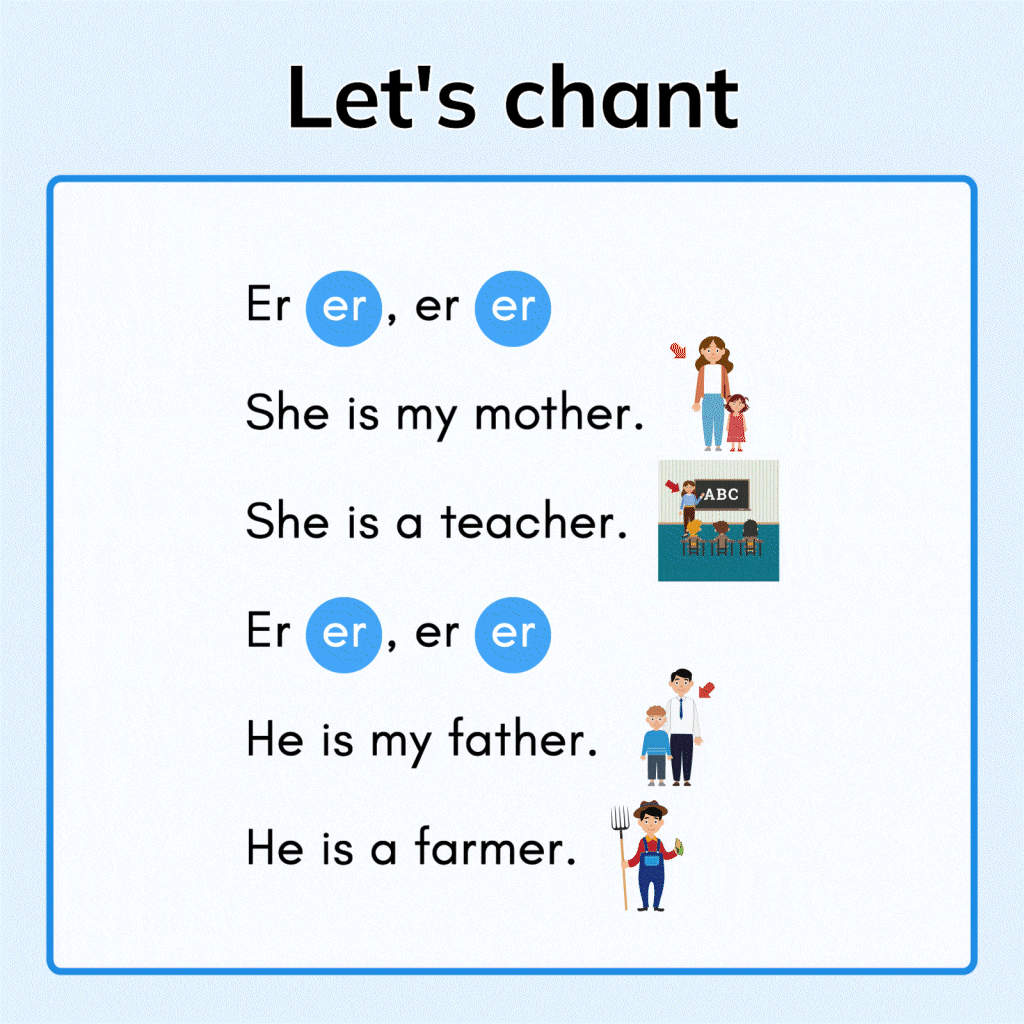 Let's chant
Er er, er er
She is my mother.
She is a teacher.
ABC
Er er, er er
He is my father.
He is a farmer.